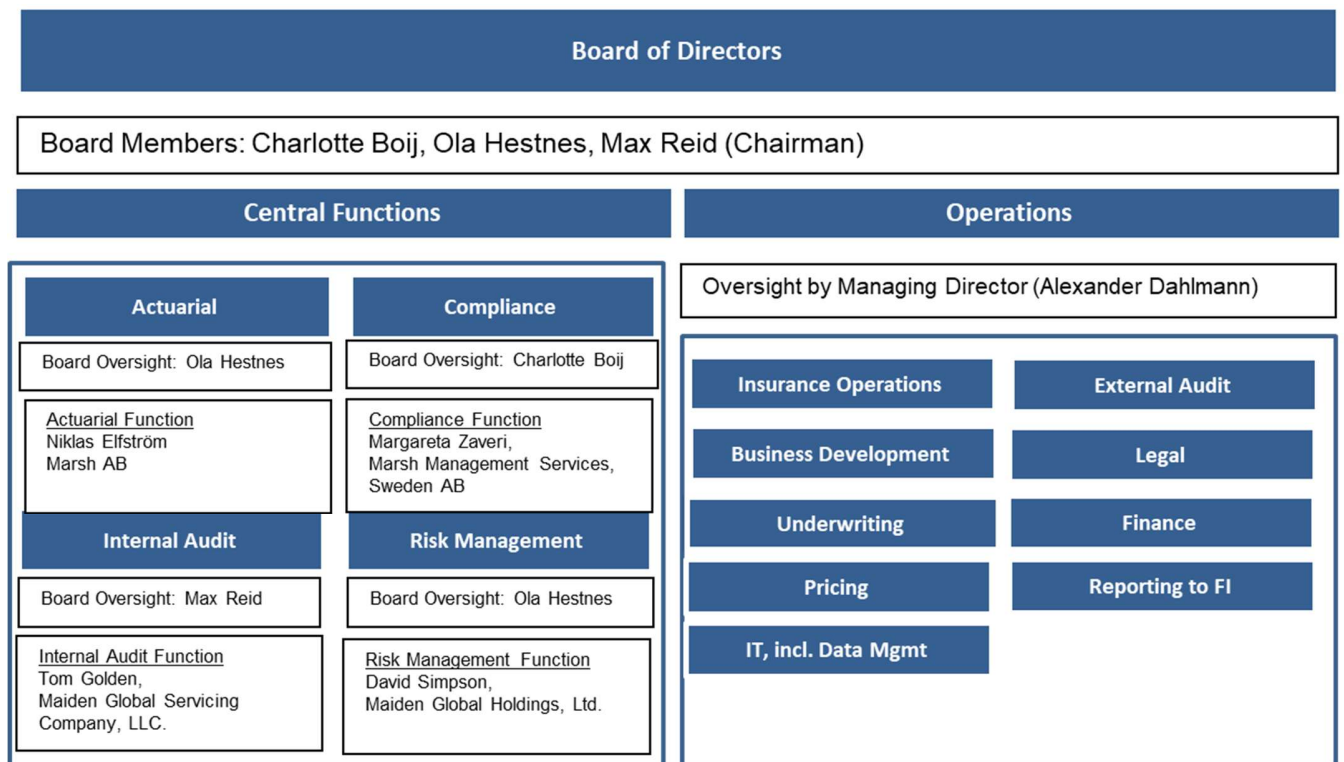 Board of Directors
Board Members: Charlotte Boij, Ola Hestnes, Max Reid (Chairman)
Central Functions
Actuarial
Board Oversight: Ola Hestnes
Actuarial Function
Niklas Elfström
Marsh AB
Compliance
Board Oversight: Charlotte Boij
Compliance Function
Margareta Zaveri,
Marsh Management Services,
Sweden AB
Internal Audit
Board Oversight: Max Reid
Internal Audit Function
Tom Golden,
Maiden Global Servicing
Company, LLC.
Risk Management
Board Oversight: Ola Hestnes
Risk Management Function
David Simpson,
Maiden Global Holdings, Ltd.
Operations
Oversight by Managing Director (Alexander Dahlmann)
Insurance Operations
Business Development
Underwriting
Pricing
IT, incl. Data Mgmt
External Audit
Legal
Finance
Reporting to FI